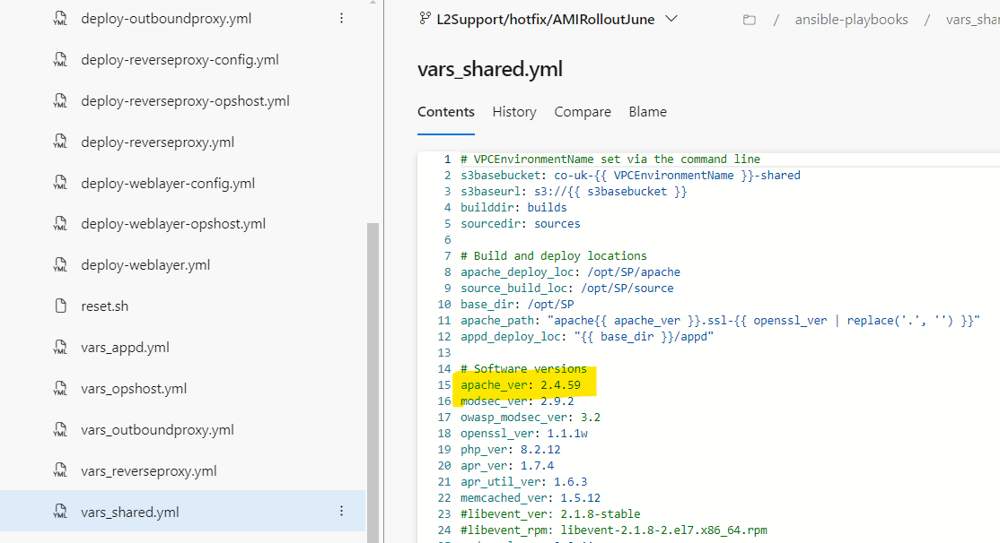 deploy-outboundproxy.yml
deploy-reverseproxy-config.yml
deploy-reverseproxy-opshost.yml
deploy-reverseproxy.yml
deploy-weblayer-config.yml
deploy-weblayer-opshost.yml
deploy-weblayer.yml
reset.sh
vars_appd.yml
vars_opshost.yml
vars_outboundproxy.yml
vars_reverseproxy.yml
vars_shared.yml
L2Support/hotfix/AMIRolloutJune / ansible-playbooks /
vars_shared.yml
Contents History Compare Blame
1 # VPCEnvironmentName set via the command line
2 s3basebucket: co-uk-{{ VPCEnvironmentName }}-shared
3 s3baseurl: s3://{{ s3basebucket }}
4 builddir: builds
5 sourcedir: sources
6
7 # Build and deploy locations
8 apache_deploy_loc: /opt/SP/apache
9 source_build_loc: /opt/SP/source
10 base_dir: /opt/SP
11 apache_path: "apache{{ apache_ver }}.ssl-{{ openssl_ver | replace('.', '') }}"
12 appd_deploy_loc: "{{ base_dir }}/appd"
13
14 # Software versions
15 apache_ver: 2.4.59
16 modsec_ver: 2.9.2
17 owasp_modsec_ver: 3.2
18 openssl_ver: 1.1.1w
19 php_ver: 8.2.12
20 apr_ver: 1.7.4
21 apr_util_ver: 1.6.3
22 memcached_ver: 1.5.12
23 #libevent_ver: 2.1.8-stable
24 #libevent_rpm: libevent-2.1.8-2.el7.x86_64.rpm